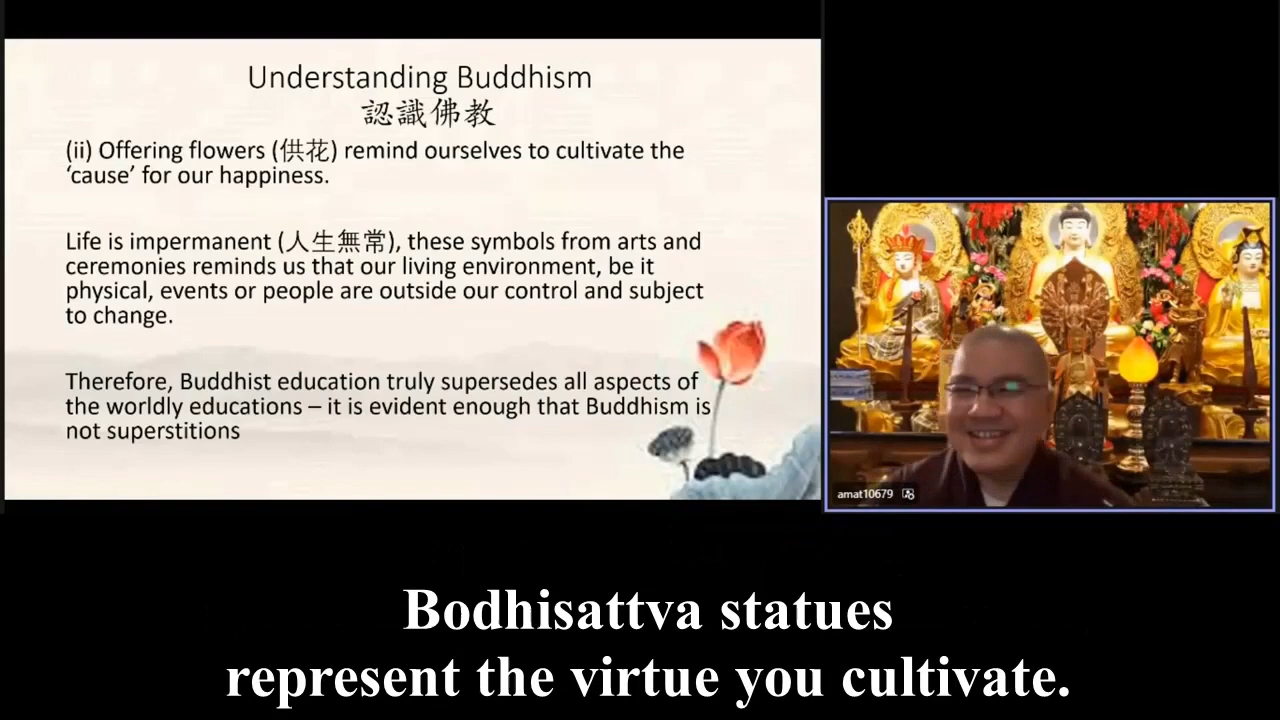 Understanding Buddhism
認識佛教
(ii) Offering flowers (供花) remind ourselves to cultivate the
‘cause’ for our happiness.
Life is impermanent (人生無常), these symbols from arts and
ceremonies reminds us that our living environment, be it
physical, events or people are outside our control and subject
to change.
Therefore, Buddhist education truly supersedes all aspects of
the worldly educations – it is evident enough that Buddhism is
not superstitions
amat10679
Bodhisattva statues
represent the virtue you cultivate.